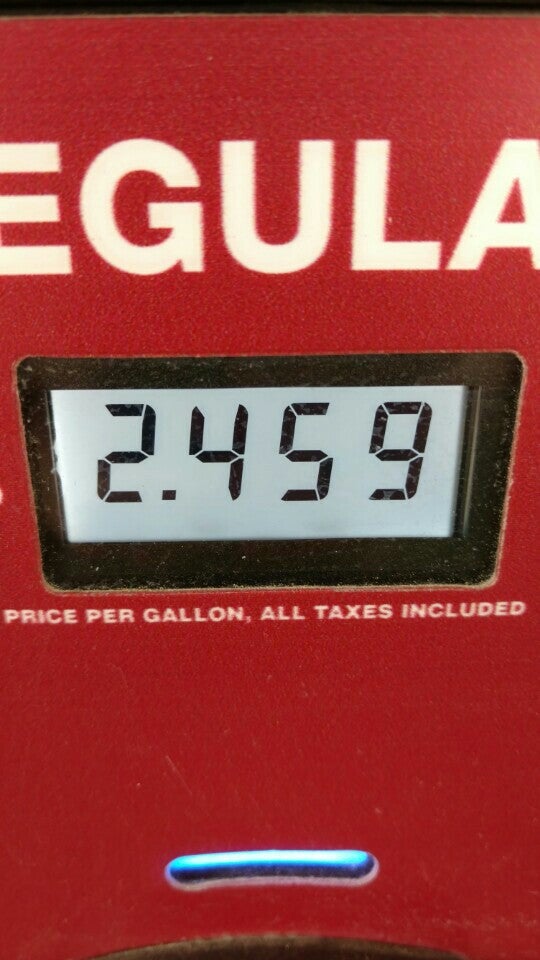 EGULA
2.459
PRICE PER GALLON, ALL TAXES INCLUDED